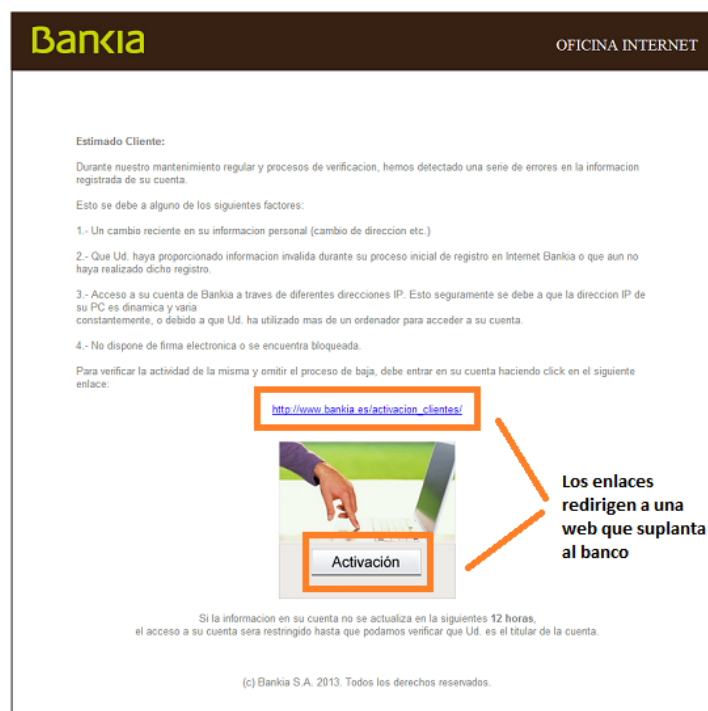 Bankia
OFICINA INTERNET
Estimado Cliente:
Durante nuestro mantenimiento regular y procesos de verificacion, hemos detectado una serie de errores en la informacion
registrada de su cuenta.
Esto se debe a alguno de los siguientes factores:
1.- Un cambio reciente en su informacion personal (cambio de direccion etc.)
2.- Que Ud. haya proporcionado informacion invalida durante su proceso inicial de registro en Internet Bankia o que aun no
haya realizado dicho registro.
3.- Acceso a su cuenta de Bankia a traves de diferentes direcciones IP. Esto seguramente se debe a que la direccion IP de
su PC es dinamica y varia
constantemente, o debido a que Ud. ha utilizado mas de un ordenador para acceder a su cuenta.
4.- No dispone de firma electronica o se encuentra bloqueada.
Para verificar la actividad de la misma y omitir el proceso de baja, debe entrar en su cuenta haciendo click en el siguiente
enlace:
http://www.bankia.es/activacion_clientes/
Los enlaces
redirigen a una
web que suplanta
al banco
Activación
Si la informacion en su cuenta no se actualiza en la siguientes 12 horas,
el acceso a su cuenta sera restringido hasta que podamos verificar que Ud. es el titular de la cuenta.
(c) Bankia S.A. 2013. Todos los derechos reservados.